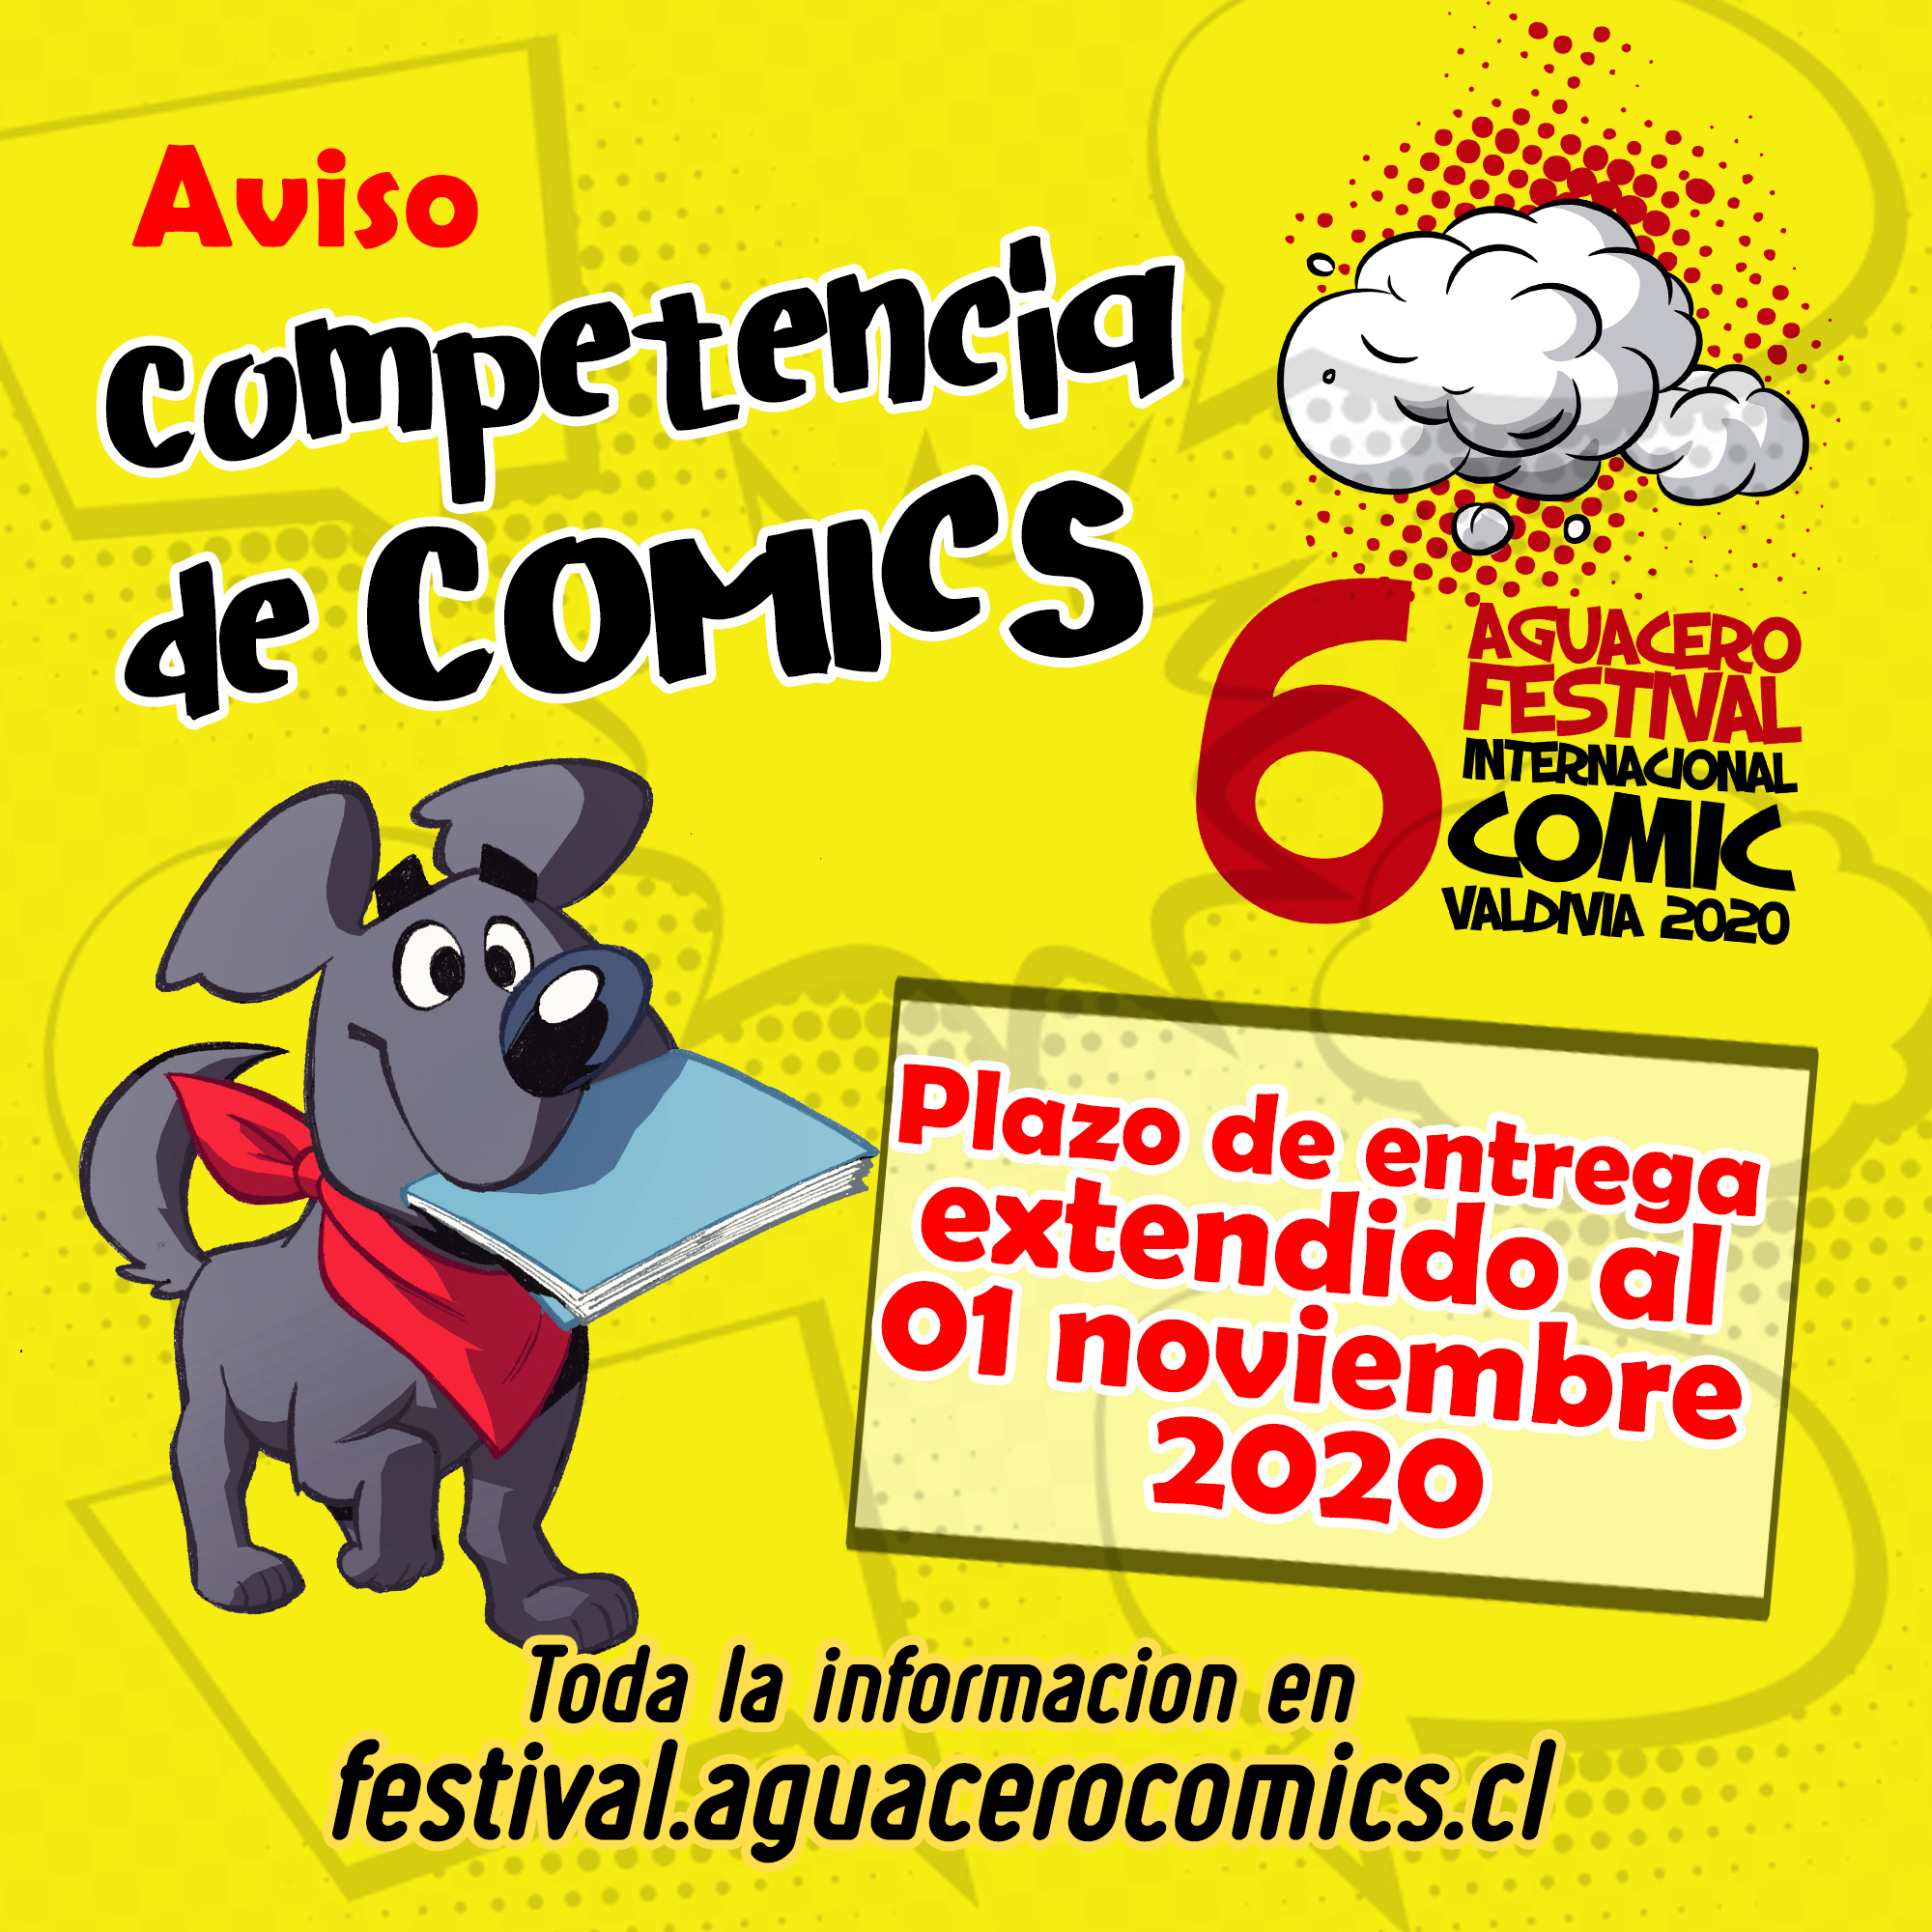 Aviso
Competencia
de COMICS
6
AGUACERO
FESTIVAL
INTERNACIONAL
COMIC
VALDIVIA 2020
Plazo de entrega
extendido al
01 noviembre
2020
Toda la informacion en
festival.aguacerocomics.cl